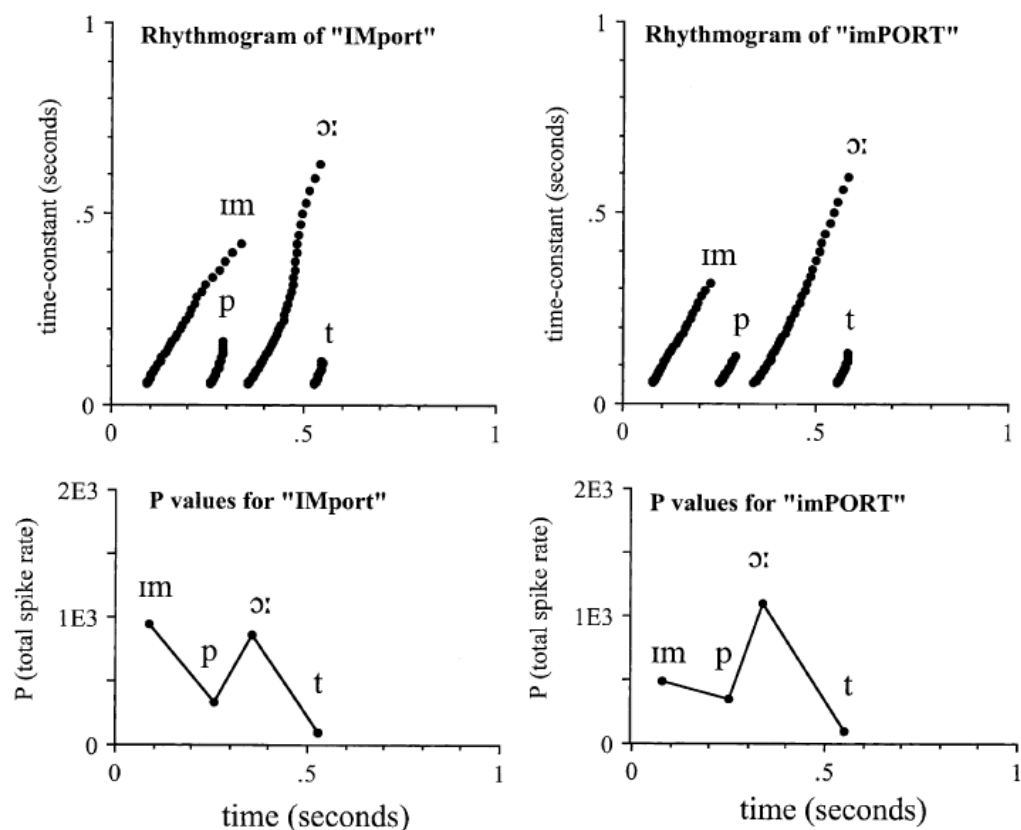 Rhythmogram of "IMport"
time-constant (seconds)
1
.5
0
0
.5
1
ɪm
p
ɔː
t
Rhythmogram of "imPORT"
time-constant (seconds)
1
.5
0
0
.5
1
ɪm
p
ɔː
t
P values for "IMport"
P (total spike rate)
2E3
1E3
0
0
.5
1
ɪm
p
ɔː
t
time (seconds)
P values for "imPORT"
P (total spike rate)
2E3
1E3
0
0
.5
1
ɪm
p
ɔː
t
time (seconds)